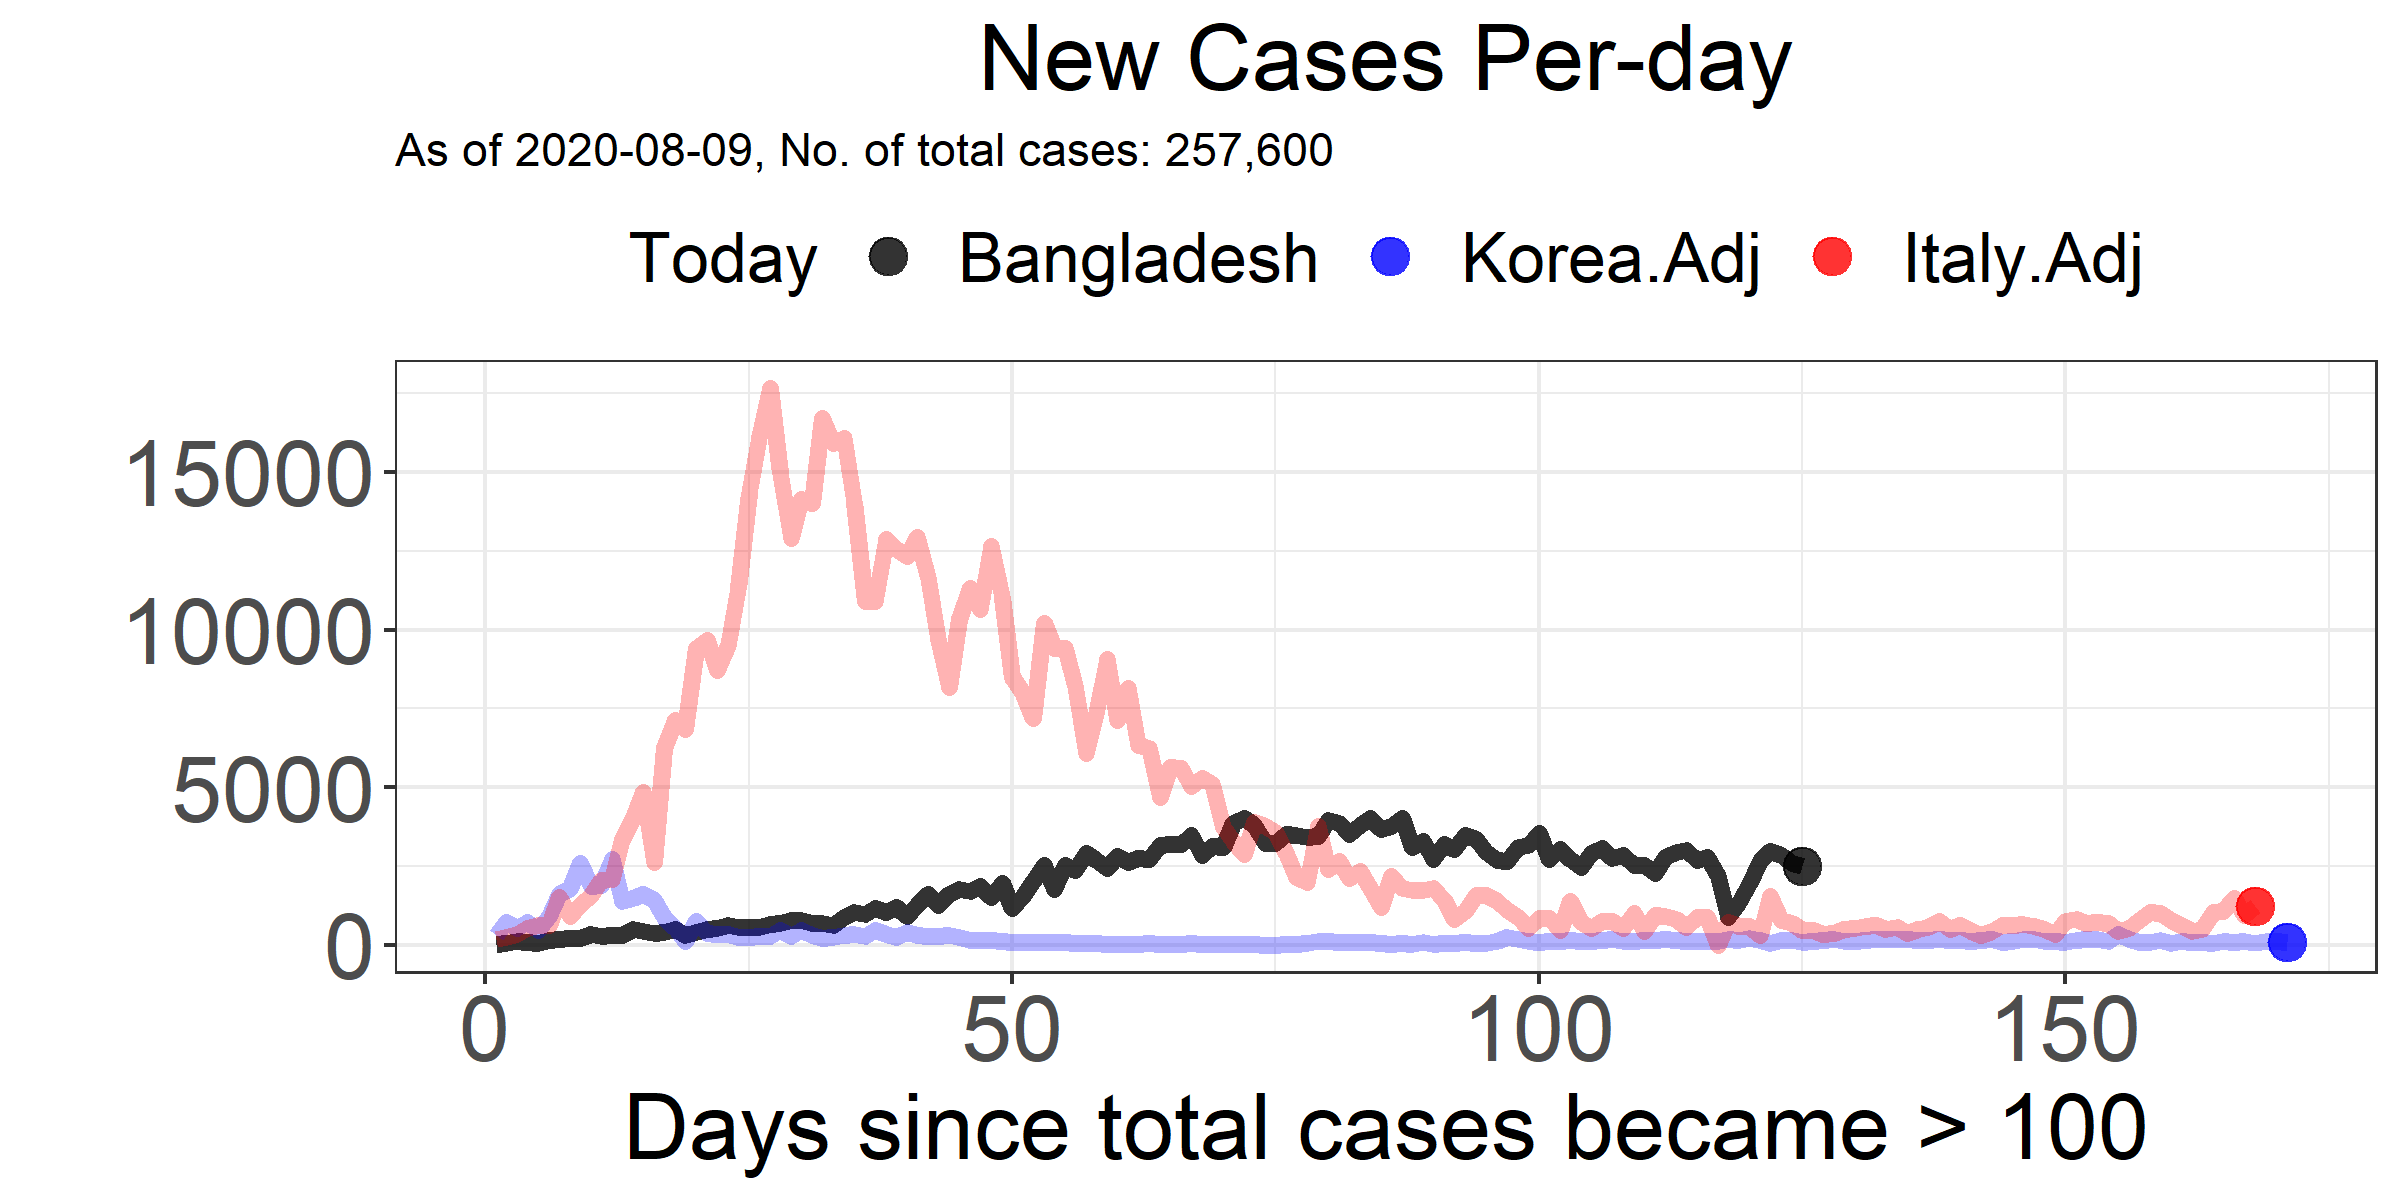 New Cases Per-day
As of 2020-08-09, No. of total cases: 257,600
Today Bangladesh Korea.Adj Italy.Adj
15000
10000
5000
0
0 50 100 150
Days since total cases became > 100